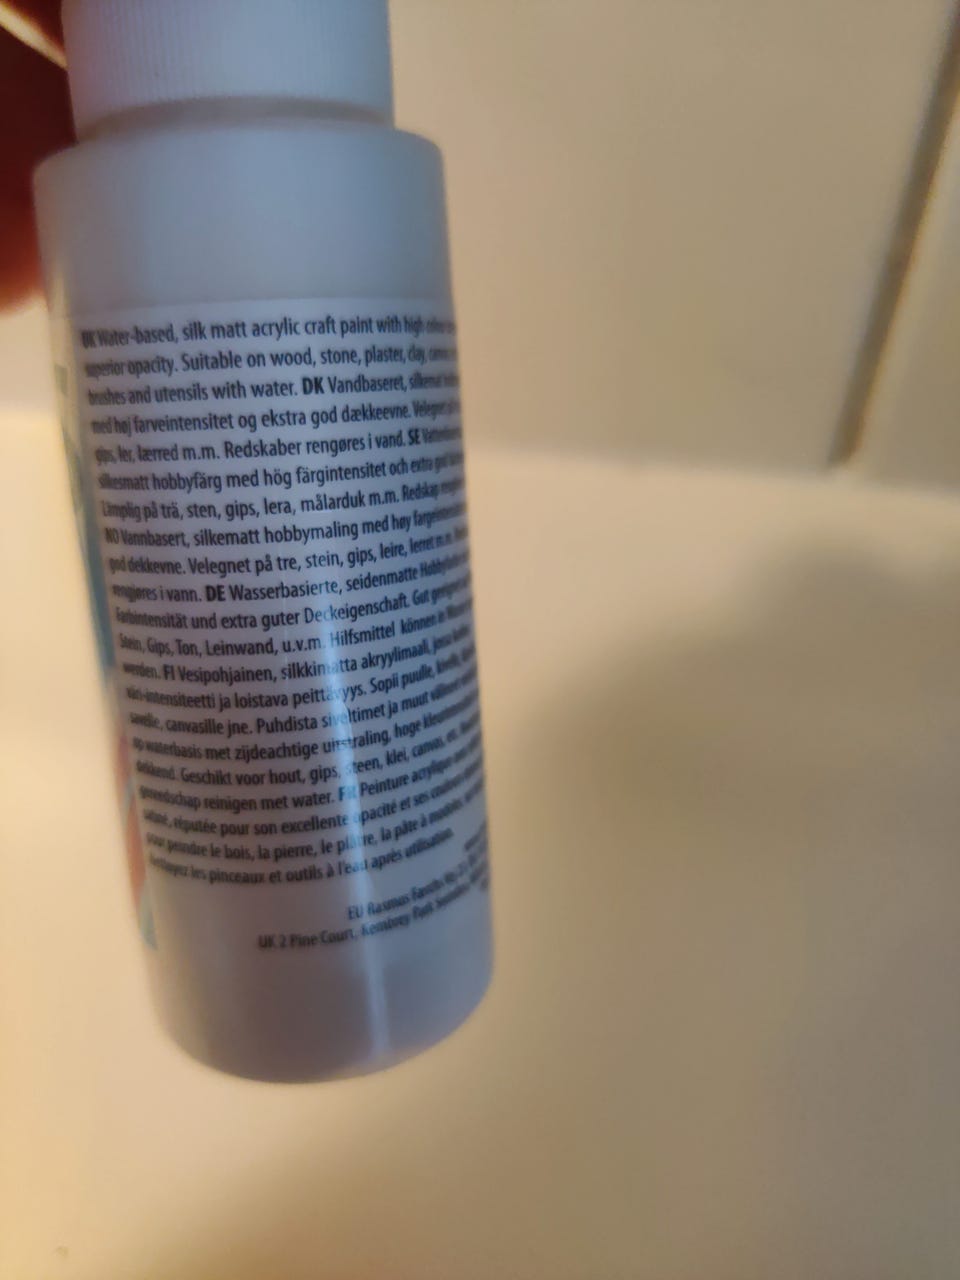 UK Water-based, silk matt acrylic craft paint with high
superior opacity. Suitable on wood, stone, plaster, clay,
brushes and utensils with water. DK Vandbaseret,
med høj farveintensitet og ekstra god dækkeevne. Velegnet
gips, ler, lærred m.m. Redskaber rengøres i vand. SE
silkesmatt hobbyfärg med hög färgintensitet och extra god
Lämplig på trä, sten, gips, lera, målarduk m.m. Redskap
NO Vannbasert, silkematt hobbymaling med høy
god dekkevne. Velegnet på tre, stein, gips, leire, lerret m.m.
rengjøres i vann. DE Wasserbasierte, seidenmatte
Farbintensität und extra guter Deckeigenschaft. Gut
Stein, Gips, Ton, Leinwand, u.v.m. Hilfsmittel können in
werden. FI Vesipohjainen, silkkimatta akryylimaali, jossa
väri-intensiteetti ja loistava peittävyys. Sopii puulle, kivelle,
savelle, canvasille jne. Puhdista siveltimet ja muut
op waterbasis met zijdeachtige uitstraling, hoge
dekkend. Geschikt voor hout, gips, steen, klei, canvas, etc.
gereedschap reinigen met water. FR Peinture acrylique
satiné, réputée pour son excellente opacité et ses couleurs
pour peindre le bois, la pierre, le plâtre, la pâte à modeler,
Nettoyez les pinceaux et outils à l'eau après utilisation.
EU Rasmus
UK 2 Pine Court, Kembrey Park